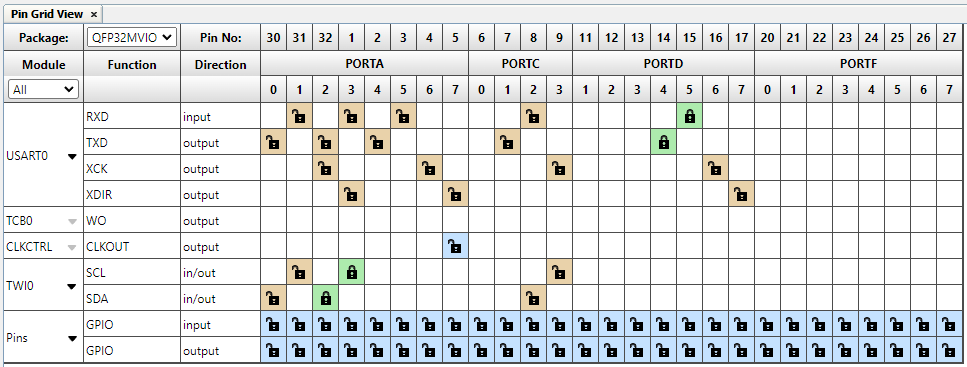 Pin Grid View ×
Package: QFP32MVIO Pin No: 30 31 32 1 2 3 4 5 6 7 8 9 11 12 13 14 15 16 17 20 21 22 23 24 25 26 27
Module Function Direction PORTA PORTC PORTD PORTF
All 0 1 2 3 4 5 6 7 0 1 2 3 1 2 3 4 5 6 7 0 1 2 3 4 5 6 7
USART0 RXD input
TXD output
XCK output
XDIR output
TCB0 WO output
CLKCTRL CLKOUT output
TWI0 SCL in/out
SDA in/out
Pins GPIO input
GPIO output